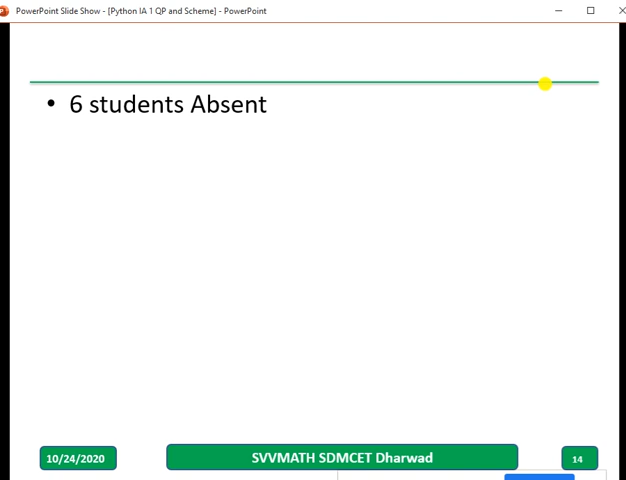 PowerPoint Slide Show - [Python IA 1 QP and Scheme] - PowerPoint
• 6 students Absent
10/24/2020
SVVMATH SDMCET Dharwad
14